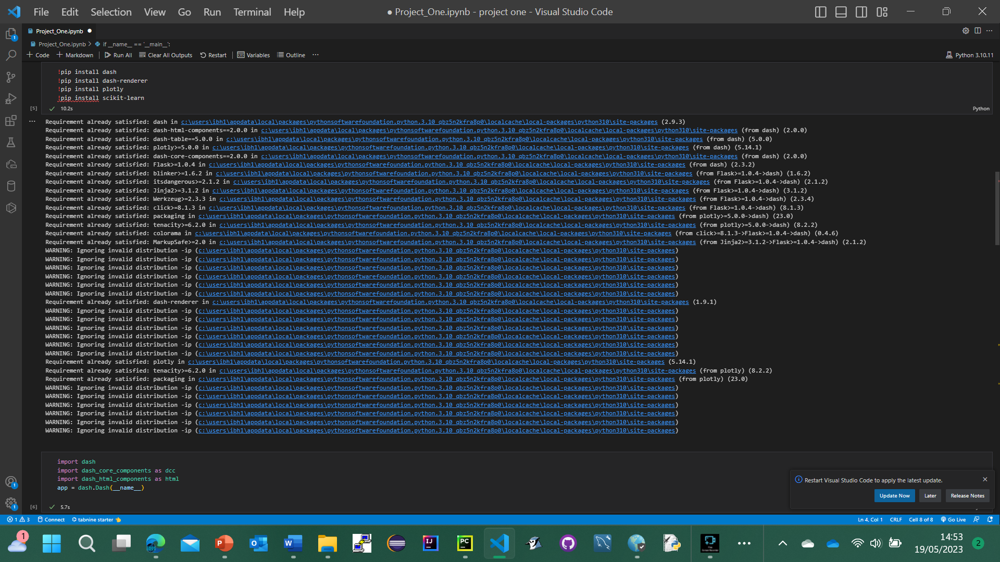 File Edit Selection View Go Run Terminal Help
● Project_One.ipynb - project one - Visual Studio Code
Project_One.ipynb ●
Project_One.ipynb > if __name__ == '__main__':
+ Code + Markdown | Run All Clear All Outputs Restart | Variables Outline ···
Python 3.10.11
!pip install dash
!pip install dash-renderer
!pip install plotly
!pip install scikit-learn
[5] ✓ 10.2s
Python
Requirement already satisfied: dash in c:\users\ibh1\appdata\local\packages\pythonsoftwarefoundation.python.3.10_qbz5n2kfra8p0\localcache\local-packages\python310\site-packages (2.9.3)
Requirement already satisfied: dash-html-components==2.0.0 in c:\users\ibh1\appdata\local\packages\pythonsoftwarefoundation.python.3.10_qbz5n2kfra8p0\localcache\local-packages\python310\site-packages (from dash) (2.0.0)
Requirement already satisfied: dash-table==5.0.0 in c:\users\ibh1\appdata\local\packages\pythonsoftwarefoundation.python.3.10_qbz5n2kfra8p0\localcache\local-packages\python310\site-packages (from dash) (5.0.0)
Requirement already satisfied: plotly>=5.0.0 in c:\users\ibh1\appdata\local\packages\pythonsoftwarefoundation.python.3.10_qbz5n2kfra8p0\localcache\local-packages\python310\site-packages (from dash) (5.14.1)
Requirement already satisfied: dash-core-components==2.0.0 in c:\users\ibh1\appdata\local\packages\pythonsoftwarefoundation.python.3.10_qbz5n2kfra8p0\localcache\local-packages\python310\site-packages (from dash) (2.0.0)
Requirement already satisfied: Flask>=1.0.4 in c:\users\ibh1\appdata\local\packages\pythonsoftwarefoundation.python.3.10_qbz5n2kfra8p0\localcache\local-packages\python310\site-packages (from dash) (2.3.2)
Requirement already satisfied: blinker>=1.6.2 in c:\users\ibh1\appdata\local\packages\pythonsoftwarefoundation.python.3.10_qbz5n2kfra8p0\localcache\local-packages\python310\site-packages (from Flask>=1.0.4->dash) (1.6.2)
Requirement already satisfied: itsdangerous>=2.1.2 in c:\users\ibh1\appdata\local\packages\pythonsoftwarefoundation.python.3.10_qbz5n2kfra8p0\localcache\local-packages\python310\site-packages (from Flask>=1.0.4->dash) (2.1.2)
Requirement already satisfied: Jinja2>=3.1.2 in c:\users\ibh1\appdata\local\packages\pythonsoftwarefoundation.python.3.10_qbz5n2kfra8p0\localcache\local-packages\python310\site-packages (from Flask>=1.0.4->dash) (3.1.2)
Requirement already satisfied: Werkzeug>=2.3.3 in c:\users\ibh1\appdata\local\packages\pythonsoftwarefoundation.python.3.10_qbz5n2kfra8p0\localcache\local-packages\python310\site-packages (from Flask>=1.0.4->dash) (2.3.4)
Requirement already satisfied: click>=8.1.3 in c:\users\ibh1\appdata\local\packages\pythonsoftwarefoundation.python.3.10_qbz5n2kfra8p0\localcache\local-packages\python310\site-packages (from Flask>=1.0.4->dash) (8.1.3)
Requirement already satisfied: packaging in c:\users\ibh1\appdata\local\packages\pythonsoftwarefoundation.python.3.10_qbz5n2kfra8p0\localcache\local-packages\python310\site-packages (from plotly>=5.0.0->dash) (23.0)
Requirement already satisfied: tenacity>=6.2.0 in c:\users\ibh1\appdata\local\packages\pythonsoftwarefoundation.python.3.10_qbz5n2kfra8p0\localcache\local-packages\python310\site-packages (from plotly>=5.0.0->dash) (8.2.2)
Requirement already satisfied: colorama in c:\users\ibh1\appdata\local\packages\pythonsoftwarefoundation.python.3.10_qbz5n2kfra8p0\localcache\local-packages\python310\site-packages (from click>=8.1.3->Flask>=1.0.4->dash) (0.4.6)
Requirement already satisfied: MarkupSafe>=2.0 in c:\users\ibh1\appdata\local\packages\pythonsoftwarefoundation.python.3.10_qbz5n2kfra8p0\localcache\local-packages\python310\site-packages (from Jinja2>=3.1.2->Flask>=1.0.4->dash) (2.1.2)
WARNING: Ignoring invalid distribution -ip (c:\users\ibh1\appdata\local\packages\pythonsoftwarefoundation.python.3.10_qbz5n2kfra8p0\localcache\local-packages\python310\site-packages)
WARNING: Ignoring invalid distribution -ip (c:\users\ibh1\appdata\local\packages\pythonsoftwarefoundation.python.3.10_qbz5n2kfra8p0\localcache\local-packages\python310\site-packages)
WARNING: Ignoring invalid distribution -ip (c:\users\ibh1\appdata\local\packages\pythonsoftwarefoundation.python.3.10_qbz5n2kfra8p0\localcache\local-packages\python310\site-packages)
WARNING: Ignoring invalid distribution -ip (c:\users\ibh1\appdata\local\packages\pythonsoftwarefoundation.python.3.10_qbz5n2kfra8p0\localcache\local-packages\python310\site-packages)
WARNING: Ignoring invalid distribution -ip (c:\users\ibh1\appdata\local\packages\pythonsoftwarefoundation.python.3.10_qbz5n2kfra8p0\localcache\local-packages\python310\site-packages)
WARNING: Ignoring invalid distribution -ip (c:\users\ibh1\appdata\local\packages\pythonsoftwarefoundation.python.3.10_qbz5n2kfra8p0\localcache\local-packages\python310\site-packages)
Requirement already satisfied: dash-renderer in c:\users\ibh1\appdata\local\packages\pythonsoftwarefoundation.python.3.10_qbz5n2kfra8p0\localcache\local-packages\python310\site-packages (1.9.1)
WARNING: Ignoring invalid distribution -ip (c:\users\ibh1\appdata\local\packages\pythonsoftwarefoundation.python.3.10_qbz5n2kfra8p0\localcache\local-packages\python310\site-packages)
WARNING: Ignoring invalid distribution -ip (c:\users\ibh1\appdata\local\packages\pythonsoftwarefoundation.python.3.10_qbz5n2kfra8p0\localcache\local-packages\python310\site-packages)
WARNING: Ignoring invalid distribution -ip (c:\users\ibh1\appdata\local\packages\pythonsoftwarefoundation.python.3.10_qbz5n2kfra8p0\localcache\local-packages\python310\site-packages)
WARNING: Ignoring invalid distribution -ip (c:\users\ibh1\appdata\local\packages\pythonsoftwarefoundation.python.3.10_qbz5n2kfra8p0\localcache\local-packages\python310\site-packages)
WARNING: Ignoring invalid distribution -ip (c:\users\ibh1\appdata\local\packages\pythonsoftwarefoundation.python.3.10_qbz5n2kfra8p0\localcache\local-packages\python310\site-packages)
WARNING: Ignoring invalid distribution -ip (c:\users\ibh1\appdata\local\packages\pythonsoftwarefoundation.python.3.10_qbz5n2kfra8p0\localcache\local-packages\python310\site-packages)
Requirement already satisfied: plotly in c:\users\ibh1\appdata\local\packages\pythonsoftwarefoundation.python.3.10_qbz5n2kfra8p0\localcache\local-packages\python310\site-packages (5.14.1)
Requirement already satisfied: tenacity>=6.2.0 in c:\users\ibh1\appdata\local\packages\pythonsoftwarefoundation.python.3.10_qbz5n2kfra8p0\localcache\local-packages\python310\site-packages (from plotly) (8.2.2)
Requirement already satisfied: packaging in c:\users\ibh1\appdata\local\packages\pythonsoftwarefoundation.python.3.10_qbz5n2kfra8p0\localcache\local-packages\python310\site-packages (from plotly) (23.0)
WARNING: Ignoring invalid distribution -ip (c:\users\ibh1\appdata\local\packages\pythonsoftwarefoundation.python.3.10_qbz5n2kfra8p0\localcache\local-packages\python310\site-packages)
WARNING: Ignoring invalid distribution -ip (c:\users\ibh1\appdata\local\packages\pythonsoftwarefoundation.python.3.10_qbz5n2kfra8p0\localcache\local-packages\python310\site-packages)
WARNING: Ignoring invalid distribution -ip (c:\users\ibh1\appdata\local\packages\pythonsoftwarefoundation.python.3.10_qbz5n2kfra8p0\localcache\local-packages\python310\site-packages)
WARNING: Ignoring invalid distribution -ip (c:\users\ibh1\appdata\local\packages\pythonsoftwarefoundation.python.3.10_qbz5n2kfra8p0\localcache\local-packages\python310\site-packages)
WARNING: Ignoring invalid distribution -ip (c:\users\ibh1\appdata\local\packages\pythonsoftwarefoundation.python.3.10_qbz5n2kfra8p0\localcache\local-packages\python310\site-packages)
WARNING: Ignoring invalid distribution -ip (c:\users\ibh1\appdata\local\packages\pythonsoftwarefoundation.python.3.10_qbz5n2kfra8p0\localcache\local-packages\python310\site-packages)
import dash
import dash_core_components as dcc
import dash_html_components as html
app = dash.Dash(__name__)
[6] ✓ 5.7s
Restart Visual Studio Code to apply the latest update.
Update Now Later Release Notes
1 3 Connect tabnine starter
Ln 4, Col 1 CRLF Cell 8 of 8 Go Live
14:53
19/05/2023
2